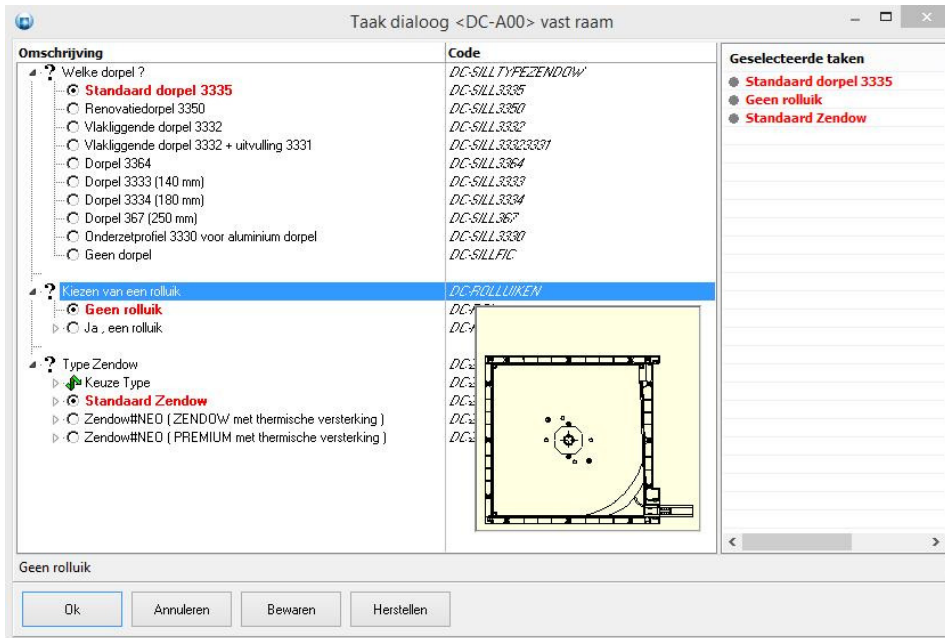 Taak dialoog <DC-A00> vast raam
Omschrijving Code
? Welke dorpel ? DC-SILLTYPEZENDOW'
Standaard dorpel 3335 DC-SILL3335
Renovatiedorpel 3350 DC-SILL3350
Vlakliggende dorpel 3332 DC-SILL3332
Vlakliggende dorpel 3332 + uitvulling 3331 DC-SILL33323331
Dorpel 3364 DC-SILL3364
Dorpel 3333 (140 mm) DC-SILL3333
Dorpel 3334 (180 mm) DC-SILL3334
Dorpel 367 (250 mm) DC-SILL367
Onderzetprofiel 3330 voor aluminium dorpel DC-SILL3330
Geen dorpel DC-SILLFIC
? Kiezen van een rolluik DC-ROLLUIKEN
Geen rolluik
Ja , een rolluik
? Type Zendow
Keuze Type
Standaard Zendow
Zendow#NEO ( ZENDOW met thermische versterking )
Zendow#NEO ( PREMIUM met thermische versterking )
Geselecteerde taken
Standaard dorpel 3335
Geen rolluik
Standaard Zendow
Geen rolluik
Ok Annuleren Bewaren Herstellen